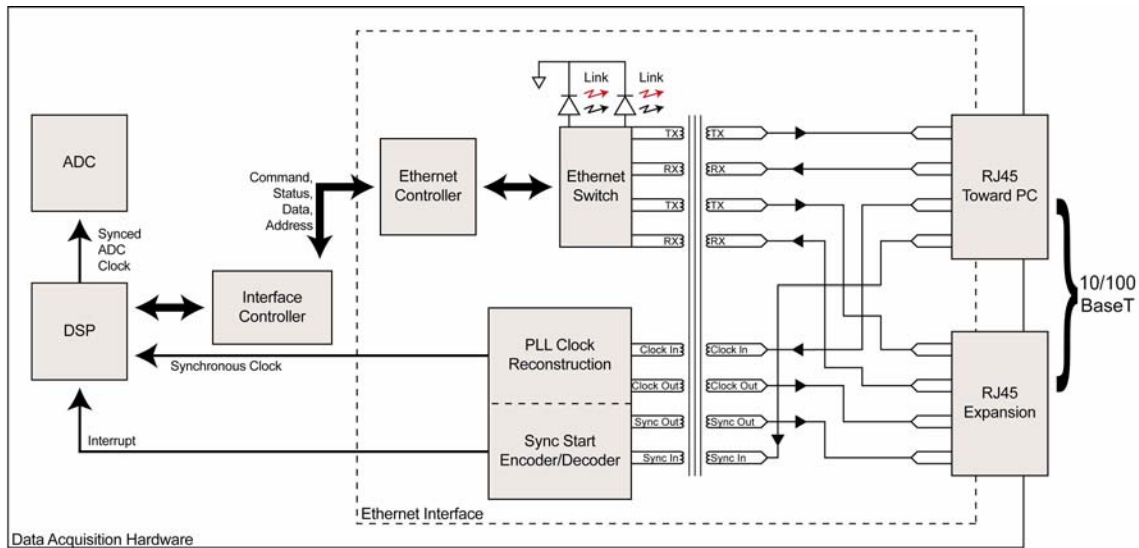 Link
Link
ADC
Ethernet
Controller
Ethernet
Switch
TX
TX
RX
RX
TX
TX
RX
RX
RJ45
Toward PC
Command,
Status,
Data,
Address
Synced
ADC
Clock
DSP
Interface
Controller
10/100
BaseT
PLL Clock
Reconstruction
Synchronous Clock
Clock In
Clock In
Clock Out
Clock Out
Sync Out
Sync Out
Sync In
Sync In
RJ45
Expansion
Sync Start
Encoder/Decoder
Interrupt
Ethernet Interface
Data Acquisition Hardware